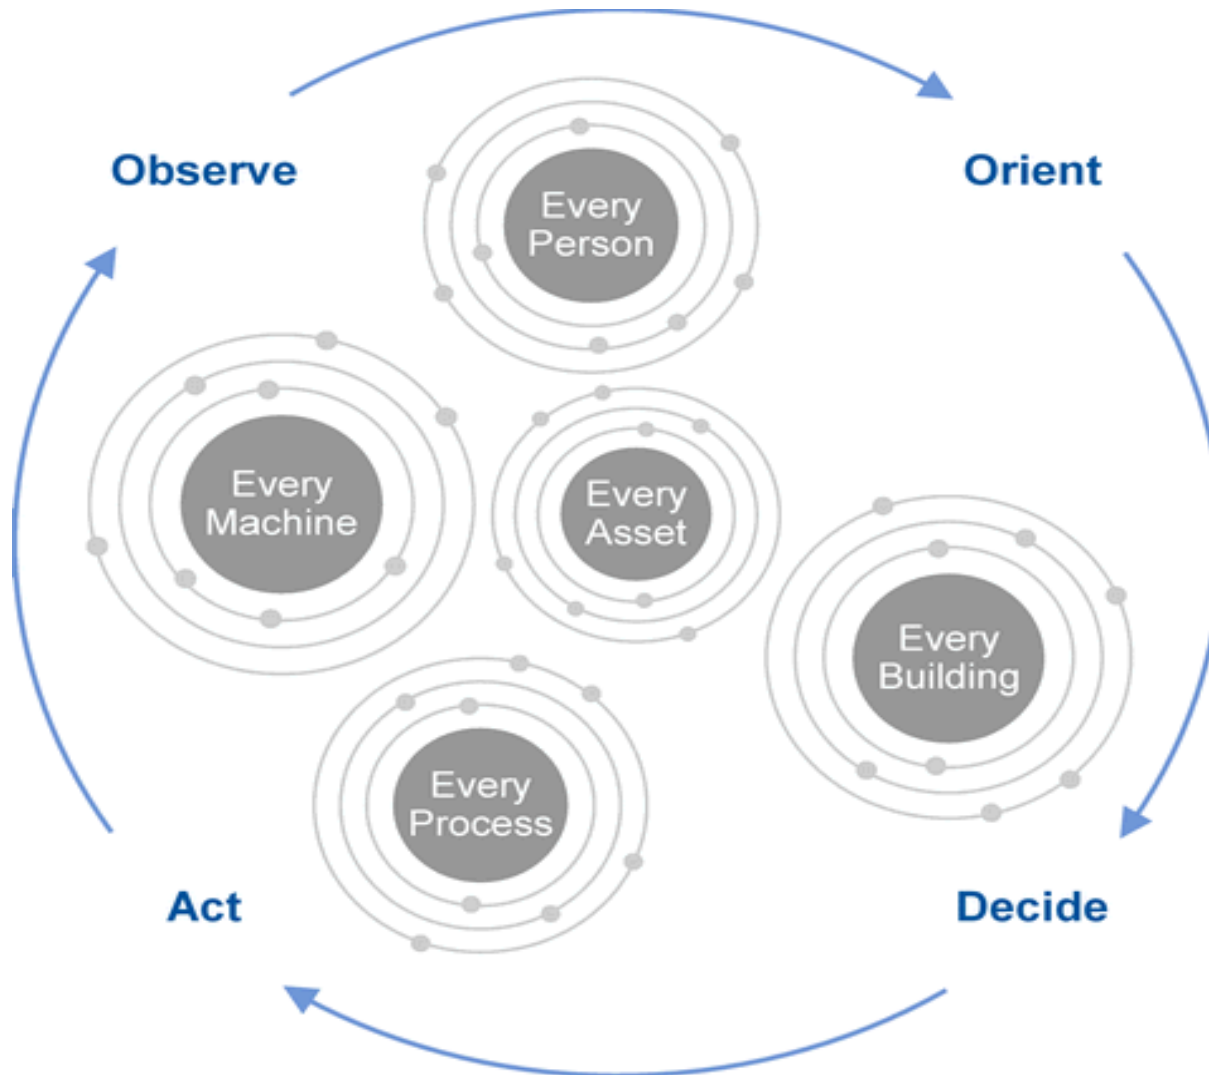 Observe
Orient
Every
Person
Every
Machine
Every
Asset
Every
Building
Every
Process
Act
Decide